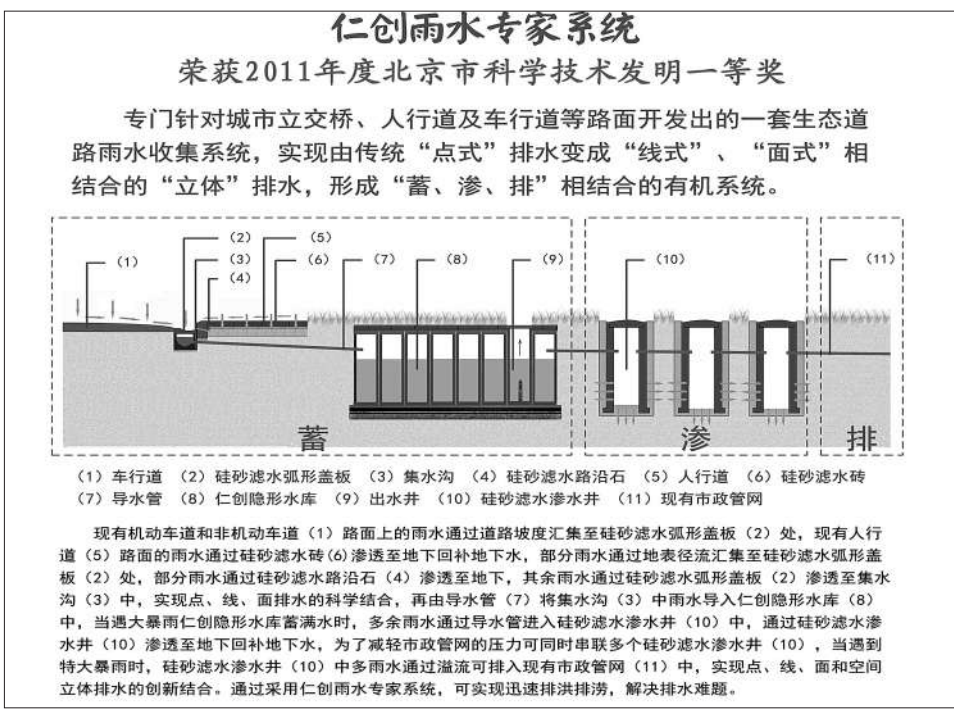 仁创雨水专家系统
荣获2011年度北京市科学技术发明一等奖
专门针对城市立交桥、人行道及车行道等路面开发出的一套生态道
路雨水收集系统，实现由传统“点式”排水变成“线式”、“面式”相
结合的“立体”排水，形成“蓄、渗、排”相结合的有机系统。
（1）
（2）
（3）
（4）
（5）
（6）
（7）
（8）
（9）
（10）
（11）
蓄
渗
排
（1）车行道 （2）硅砂滤水弧形盖板 （3）集水沟 （4）硅砂滤水路沿石 （5）人行道 （6）硅砂滤水砖
（7）导水管 （8）仁创隐形水库 （9）出水井 （10）硅砂滤水渗水井 （11）现有市政管网
现有机动车道和非机动车道（1）路面上的雨水通过道路坡度汇集至硅砂滤水弧形盖板（2）处，现有人行
道（5）路面的雨水通过硅砂滤水砖(6)渗透至地下回补地下水，部分雨水通过地表径流汇集至硅砂滤水弧形盖
板（2）处，部分雨水通过硅砂滤水路沿石（4）渗透至地下，其余雨水通过硅砂滤水弧形盖板（2）渗透至集水
沟（3）中，实现点、线、面排水的科学结合，再由导水管（7）将集水沟（3）中雨水导入仁创隐形水库（8）
中，当遇大暴雨仁创隐形水库蓄满水时，多余雨水通过导水管进入硅砂滤水渗水井（10）中，通过硅砂滤水渗
水井（10）渗透至地下回补地下水，为了减轻市政管网的压力可同时串联多个硅砂滤水渗水井（10），当遇到
特大暴雨时，硅砂滤水渗水井（10）中多雨水通过溢流可排入现有市政管网（11）中，实现点、线、面和空间
立体排水的创新结合。通过采用仁创雨水专家系统，可实现迅速排洪排涝，解决排水难题。